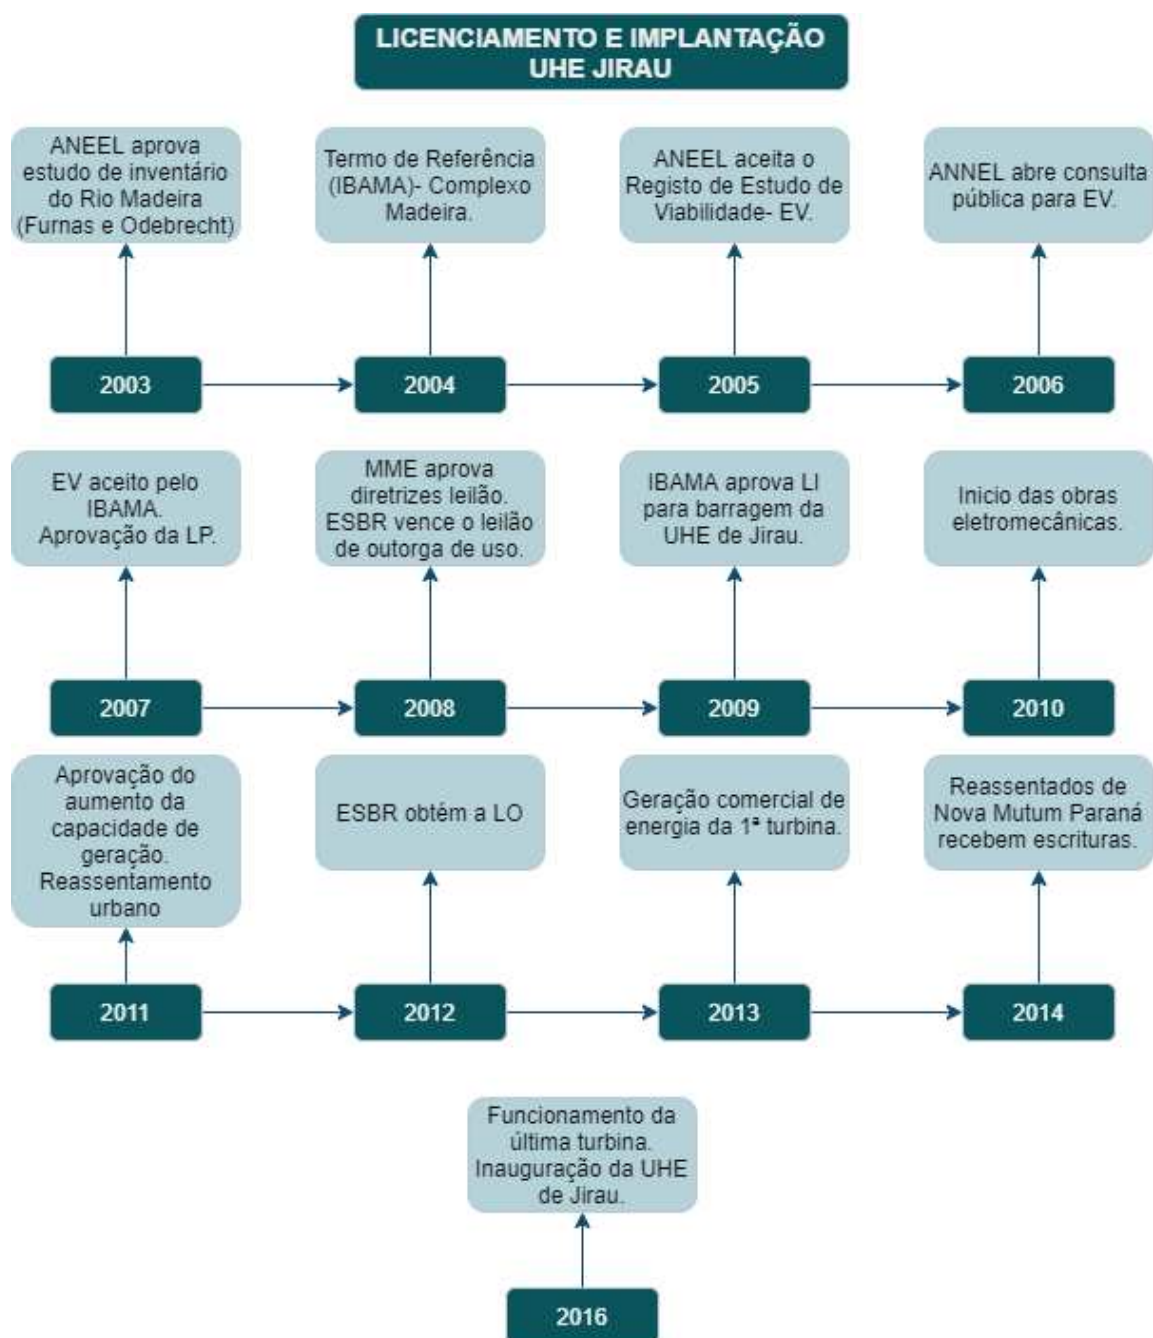 LICENCIAMENTO E IMPLANTAÇÃO
UHE JIRAU
ANEEL aprova
estudo de inventário
do Rio Madeira
(Furnas e Odebrecht)
Termo de Referência
(IBAMA)- Complexo
Madeira.
ANEEL aceita o
Registo de Estudo de
Viabilidade- EV.
ANNEL abre consulta
pública para EV.
2003
2004
2005
2006
EV aceito pelo
IBAMA.
Aprovação da LP.
MME aprova
diretrizes leilão.
ESBR vence o leilão
de outorga de uso.
IBAMA aprova LI
para barragem da
UHE de Jirau.
Inicio das obras
eletromecânicas.
2007
2008
2009
2010
Aprovação do
aumento da
capacidade de
geração.
Reassentamento
urbano
ESBR obtém a LO
Geração comercial de
energia da 1ª turbina.
Reassentados de
Nova Mutum Paraná
recebem escrituras.
2011
2012
2013
2014
Funcionamento da
última turbina.
Inauguração da UHE
de Jirau.
2016